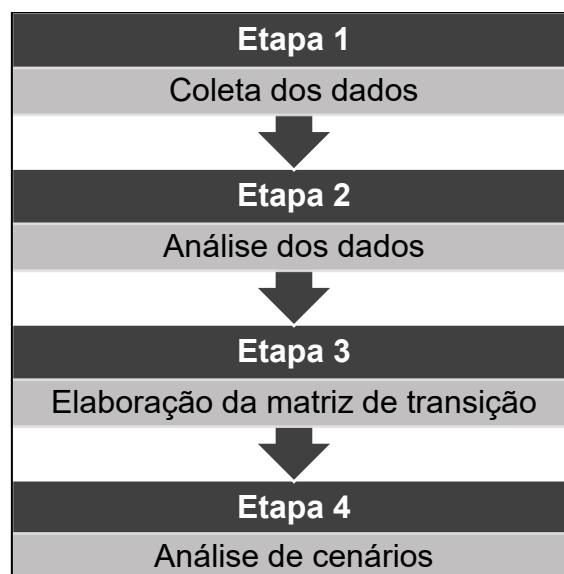 Etapa 1
Coleta dos dados
Etapa 2
Análise dos dados
Etapa 3
Elaboração da matriz de transição
Etapa 4
Análise de cenários